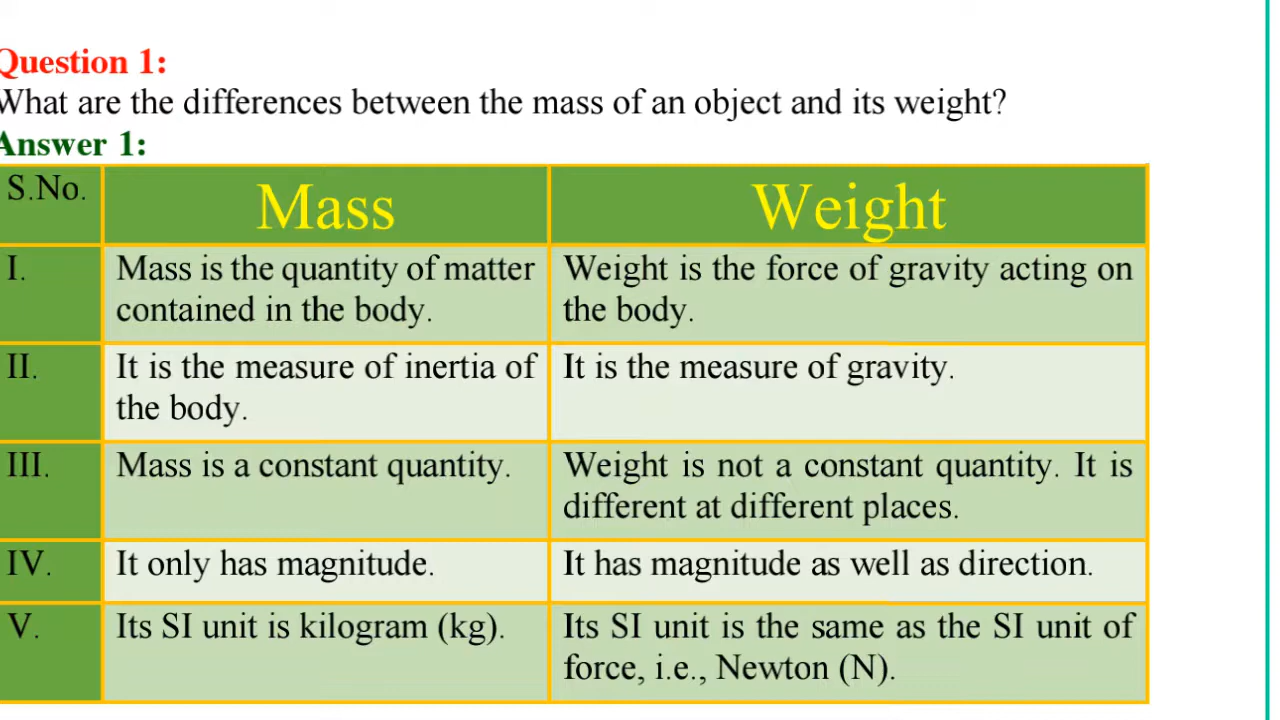 Question 1:
What are the differences between the mass of an object and its weight?
Answer 1:
S.No. Mass Weight
I. Mass is the quantity of matter Weight is the force of gravity acting on
contained in the body. the body.
II. It is the measure of inertia of It is the measure of gravity.
the body.
III. Mass is a constant quantity. Weight is not a constant quantity. It is
different at different places.
IV. It only has magnitude. It has magnitude as well as direction.
V. Its SI unit is kilogram (kg). Its SI unit is the same as the SI unit of
force, i.e., Newton (N).